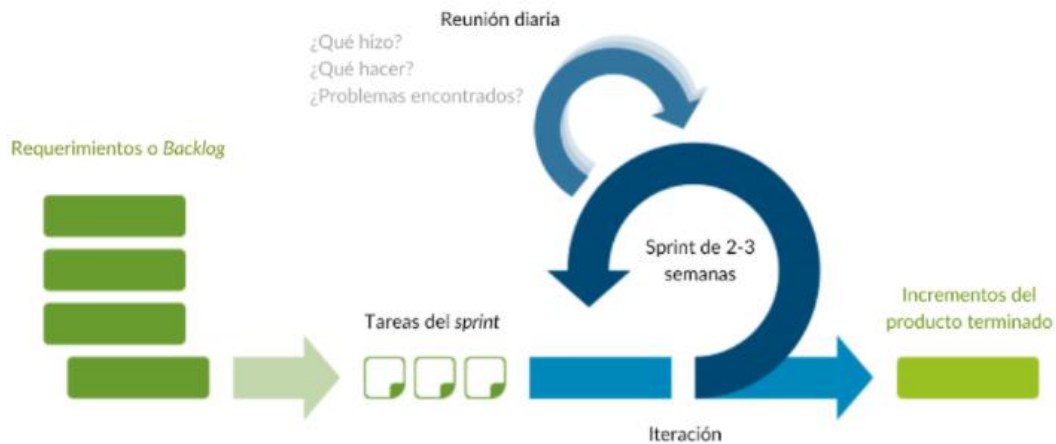 Reunión diaria
¿Qué hizo?
¿Qué hacer?
¿Problemas encontrados?
Requerimientos o Backlog
Sprint de 2-3
semanas
Tareas del sprint
Incrementos del
producto terminado
Iteración